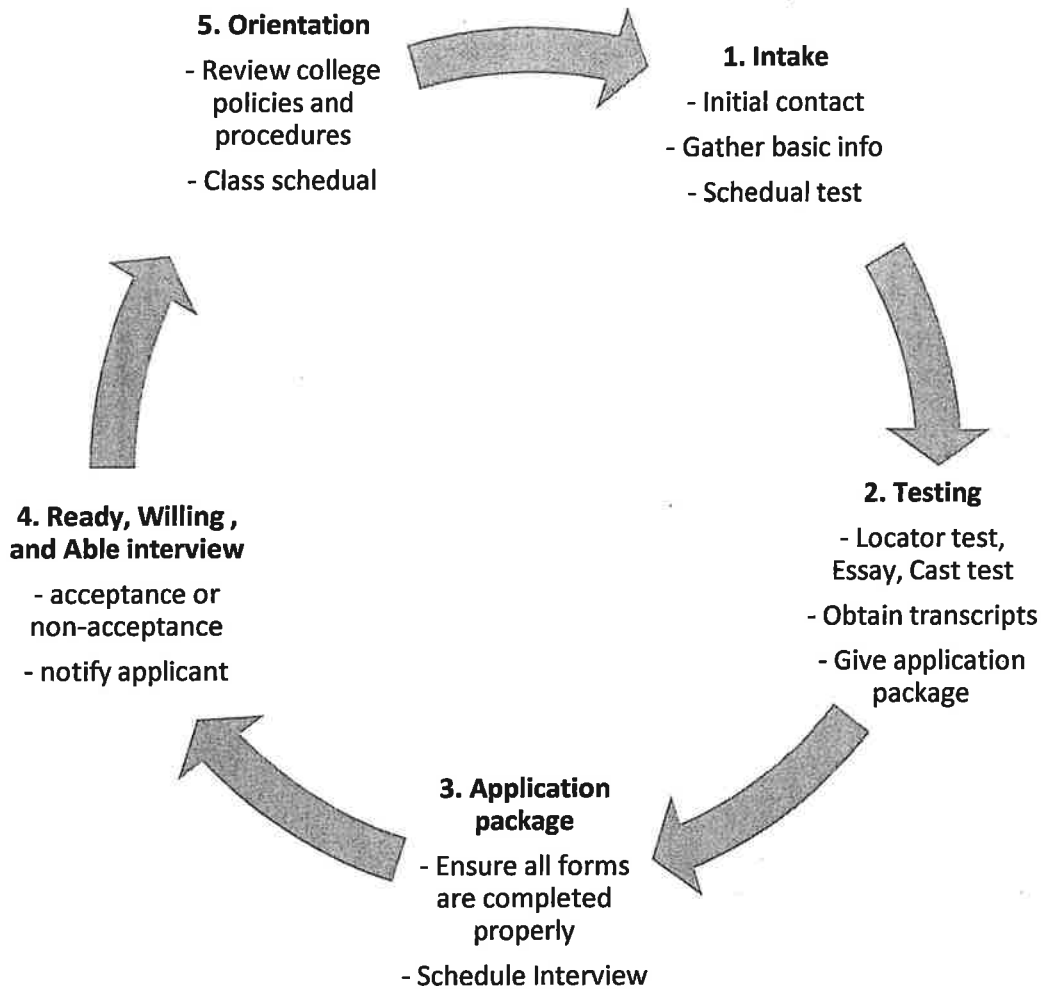 1. Intake
- Initial contact
- Gather basic info
- Schedual test
2. Testing
- Locator test,
Essay, Cast test
- Obtain transcripts
- Give application
package
3. Application
package
- Ensure all forms
are completed
properly
- Schedule Interview
4. Ready, Willing ,
and Able interview
- acceptance or
non-acceptance
- notify applicant
5. Orientation
- Review college
policies and
procedures
- Class schedual